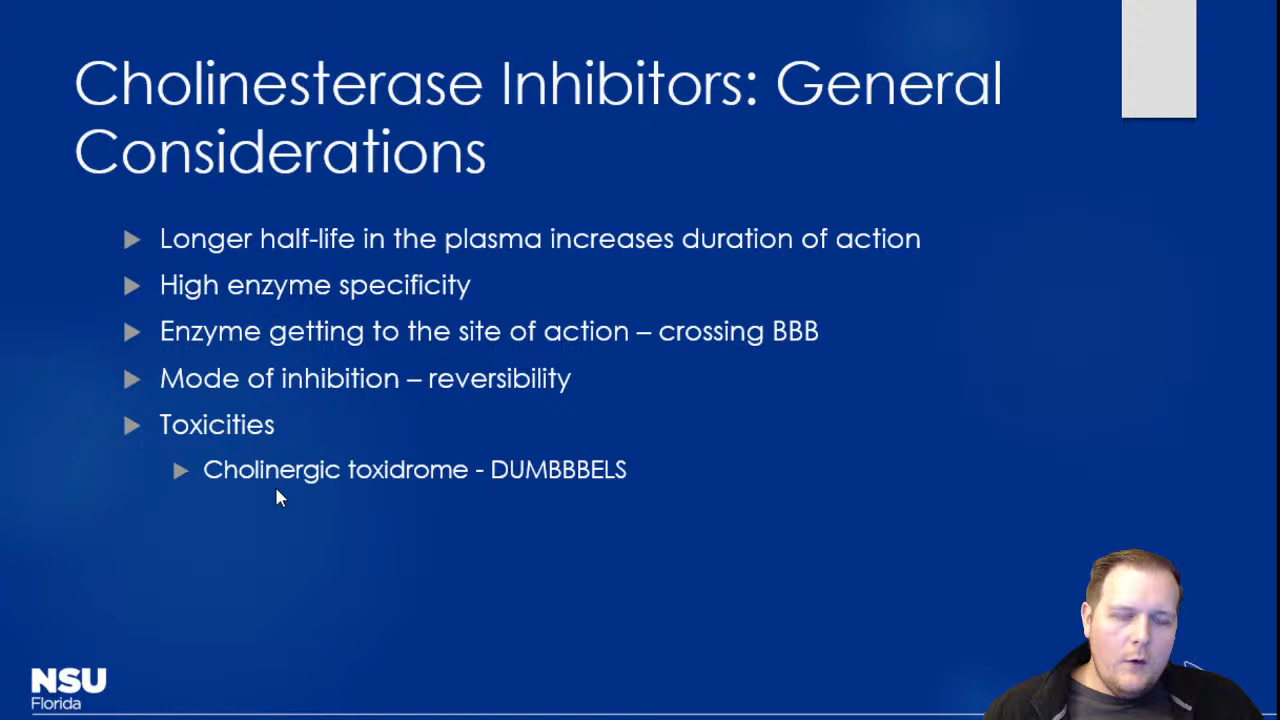 Cholinesterase Inhibitors: General
Considerations
Longer half-life in the plasma increases duration of action
High enzyme specificity
Enzyme getting to the site of action – crossing BBB
Mode of inhibition – reversibility
Toxicities
Cholinergic toxidrome - DUMBBBELS
NSU
Florida